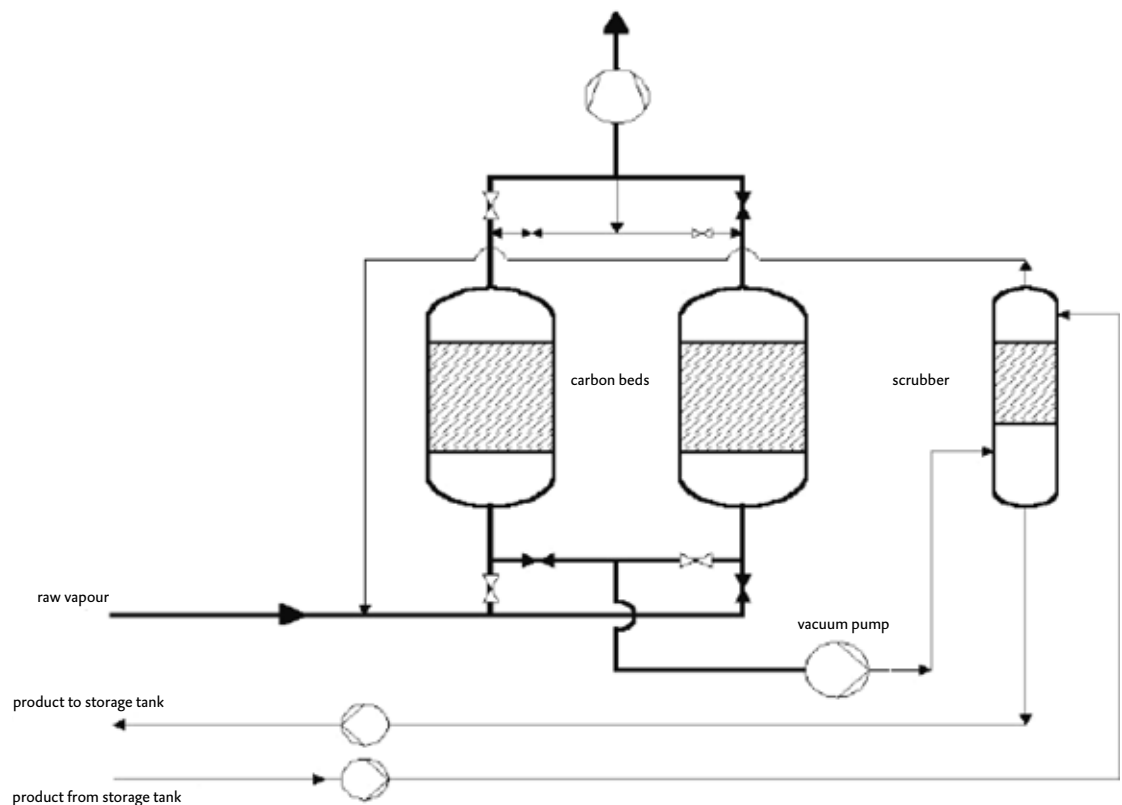 carbon beds
scrubber
raw vapour
vacuum pump
product to storage tank
product from storage tank